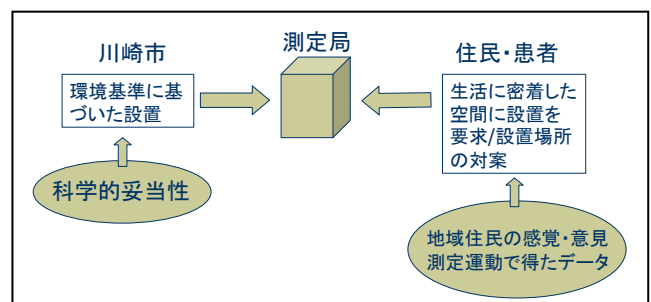 川崎市
測定局
住民・患者
環境基準に基
づいた設置
生活に密着した
空間に設置を
要求/設置場所
の対案
科学的妥当性
地域住民の感覚・意見
測定運動で得たデータ